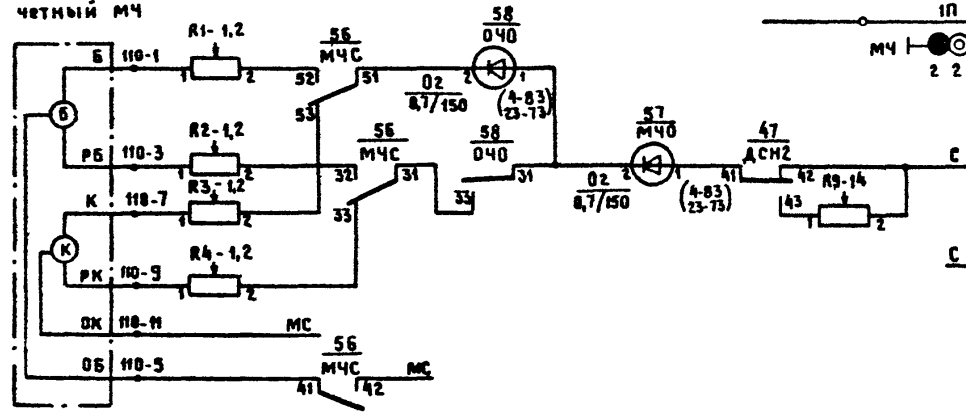 четный МЧ
Б 110-1 1 R1-1,2 2
52 56 МЧС 51
53
2 58 ОЧО 1
О2 8,7/150
(4-83 23-73)
Б
РБ 110-3 1 R2-1,2 2
32 56 МЧС 31
33
33 58 ОЧО 31
2 57 МЧО 1
О2 8,7/150
(4-83 23-73)
41 47 ДСН2 42
43
1 R9-14 2
С
К 118-7 1 R3-1,2 2
К
РК 110-9 1 R4-1,2 2
ОК 118-11 МС
ОБ 110-5 41 56 МЧС 42 МС
1П
МЧ
2 2
С